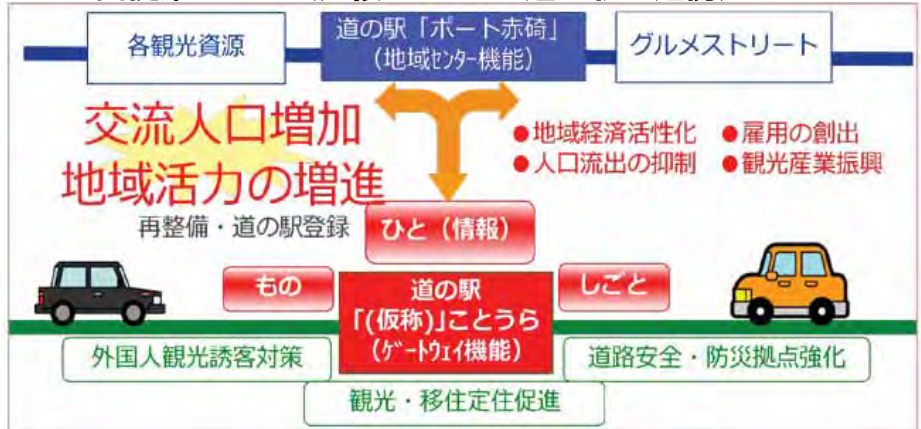 各観光資源
道の駅「ポート赤碕」
(地域ｾﾝﾀｰ機能)
グルメストリート
交流人口増加
地域活力の増進
再整備・道の駅登録
●地域経済活性化 ●雇用の創出
●人口流出の抑制 ●観光産業振興
ひと（情報）
もの
道の駅
「(仮称)」ことうら
(ｹﾞｰﾄｳｪｲ機能)
しごと
外国人観光誘客対策
道路安全・防災拠点強化
観光・移住定住促進